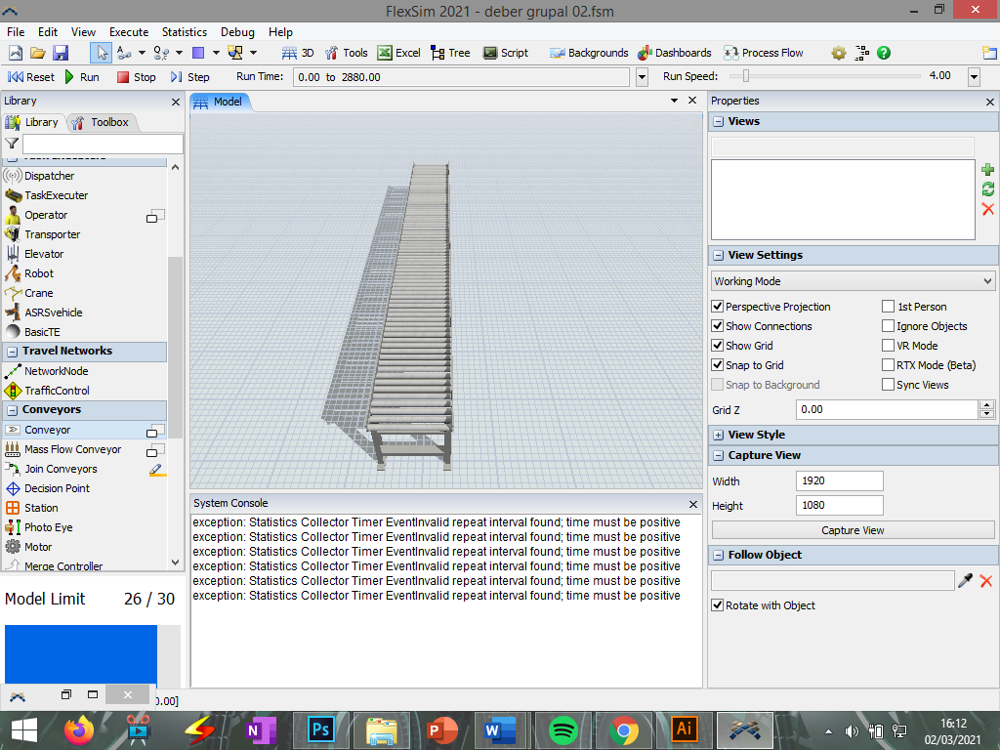 FlexSim 2021 - deber grupal 02.fsm
File Edit View Execute Statistics Debug Help
3D Tools Excel Tree Script Backgrounds Dashboards Process Flow
Reset Run Stop Step Run Time: 0.00 to 2880.00 Run Speed: 4.00
Library
Library Toolbox
Dispatcher
TaskExecuter
Operator
Transporter
Elevator
Robot
Crane
ASRSvehicle
BasicTE
Travel Networks
NetworkNode
TrafficControl
Conveyors
Conveyor
Mass Flow Conveyor
Join Conveyors
Decision Point
Station
Photo Eye
Motor
Merge Controller
Model Limit 26 / 30
0.00]
Model
System Console
exception: Statistics Collector Timer EventInvalid repeat interval found; time must be positive
exception: Statistics Collector Timer EventInvalid repeat interval found; time must be positive
exception: Statistics Collector Timer EventInvalid repeat interval found; time must be positive
exception: Statistics Collector Timer EventInvalid repeat interval found; time must be positive
exception: Statistics Collector Timer EventInvalid repeat interval found; time must be positive
exception: Statistics Collector Timer EventInvalid repeat interval found; time must be positive
Properties
Views
View Settings
Working Mode
Perspective Projection 1st Person
Show Connections Ignore Objects
Show Grid VR Mode
Snap to Grid RTX Mode (Beta)
Snap to Background Sync Views
Grid Z 0.00
View Style
Capture View
Width 1920
Height 1080
Capture View
Follow Object
Rotate with Object
N Ps P W Ai
16:12
02/03/2021